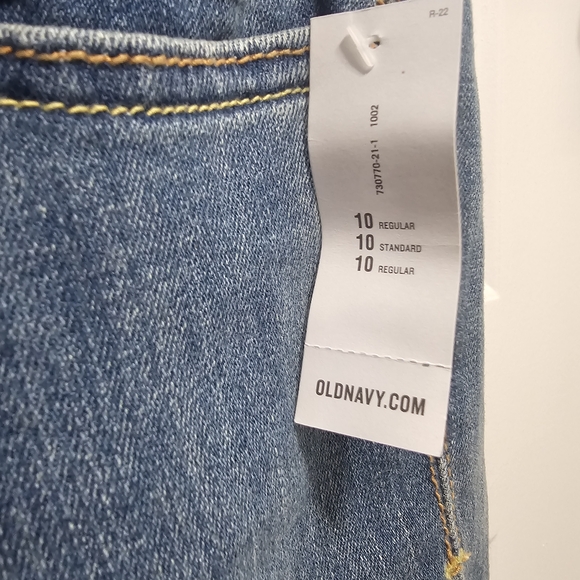 R-22
730770-21-1 1002
10 REGULAR
10 STANDARD
10 REGULAR
OLDNAVY.COM